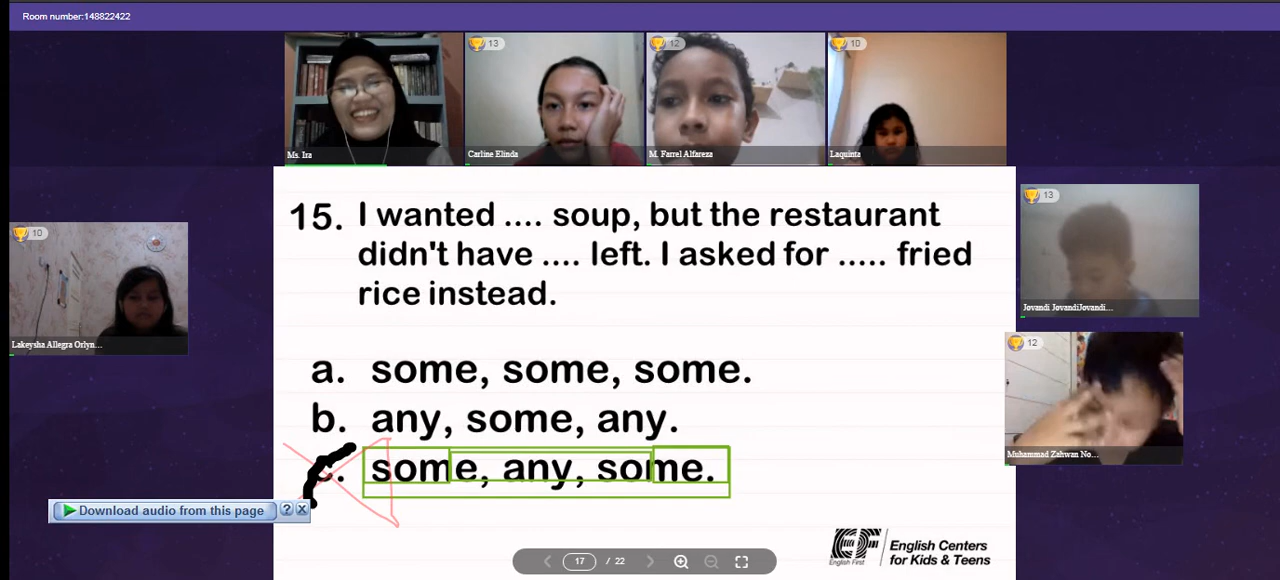 Room number:148822422
13
12
10
Ms. Ira
Carline Elinda
M. Farrel Alfareza
Laquinta
10
Lakeysha Allegra Orlyn...
13
Jovandi JovandiJovandi...
12
Muhammad Zahwan No...
15. I wanted .... soup, but the restaurant
didn't have .... left. I asked for ..... fried
rice instead.
a. some, some, some.
b. any, some, any.
c. some, any, some.
Download audio from this page ? X
EF English Centers
English First for Kids & Teens
17 / 22